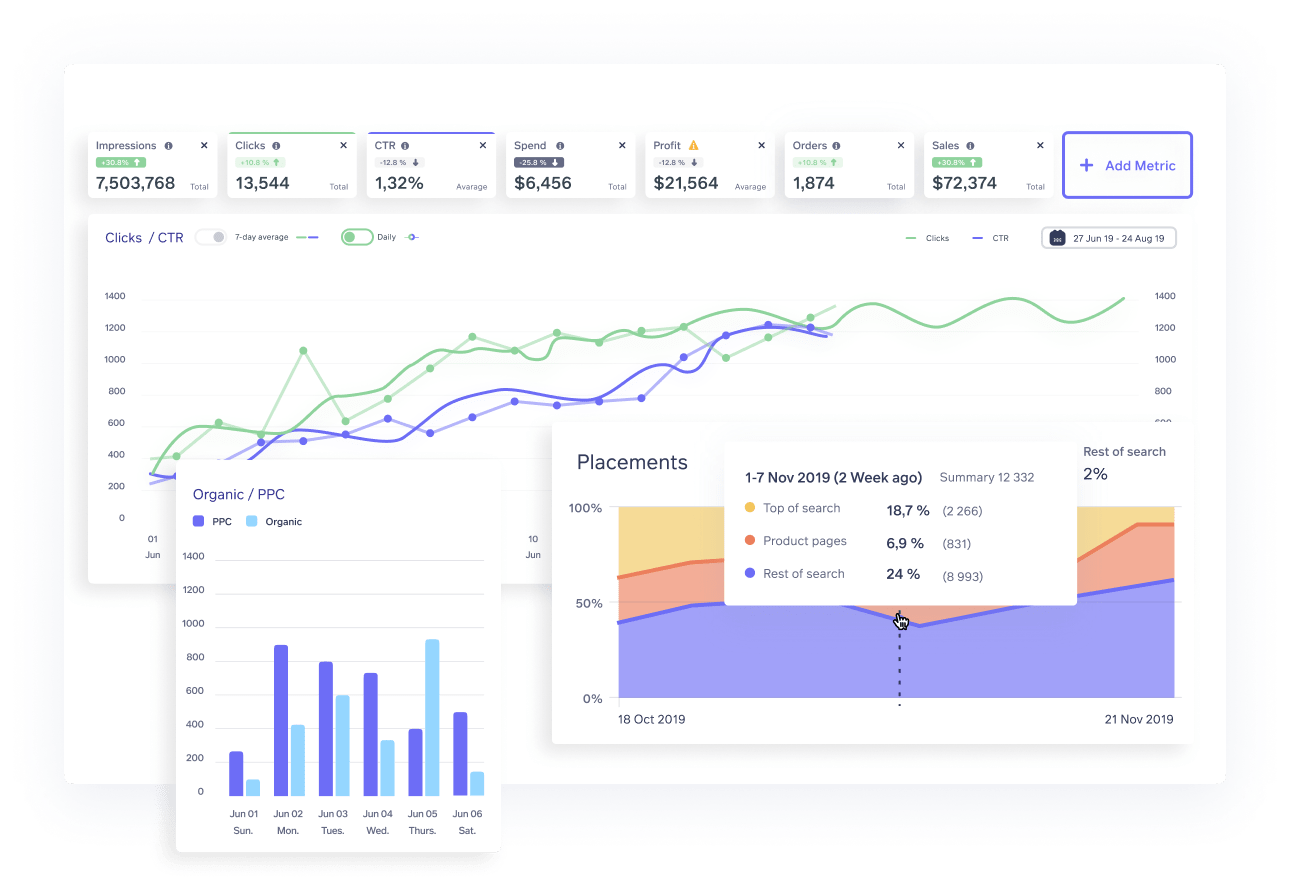 Impressions
+30.8%
7,503,768 Total
Clicks
+10.8 %
13,544 Total
CTR
-12.8 %
1,32% Avarage
Spend
-25.8 %
$6,456 Total
Profit
-12.8 %
$21,564 Avarage
Orders
+10.8 %
1,874 Total
Sales
+30.8%
$72,374 Total
+ Add Metric
Clicks / CTR 7-day average Daily Clicks CTR 27 Jun 19 - 24 Aug 19
1400 1400
1200 1200
1000 1000
800 800
600
400
200
0
01
Jun
10
Jun
Organic / PPC
PPC Organic
1400
1200
1000
800
600
400
200
0
Jun 01 Jun 02 Jun 03 Jun 04 Jun 05 Jun 06
Sun. Mon. Tues. Wed. Thurs. Sat.
Placements
Rest of search
2%
1-7 Nov 2019 (2 Week ago) Summary 12 332
Top of search 18,7 % (2 266)
Product pages 6,9 % (831)
Rest of search 24 % (8 993)
100%
50%
0%
18 Oct 2019 21 Nov 2019